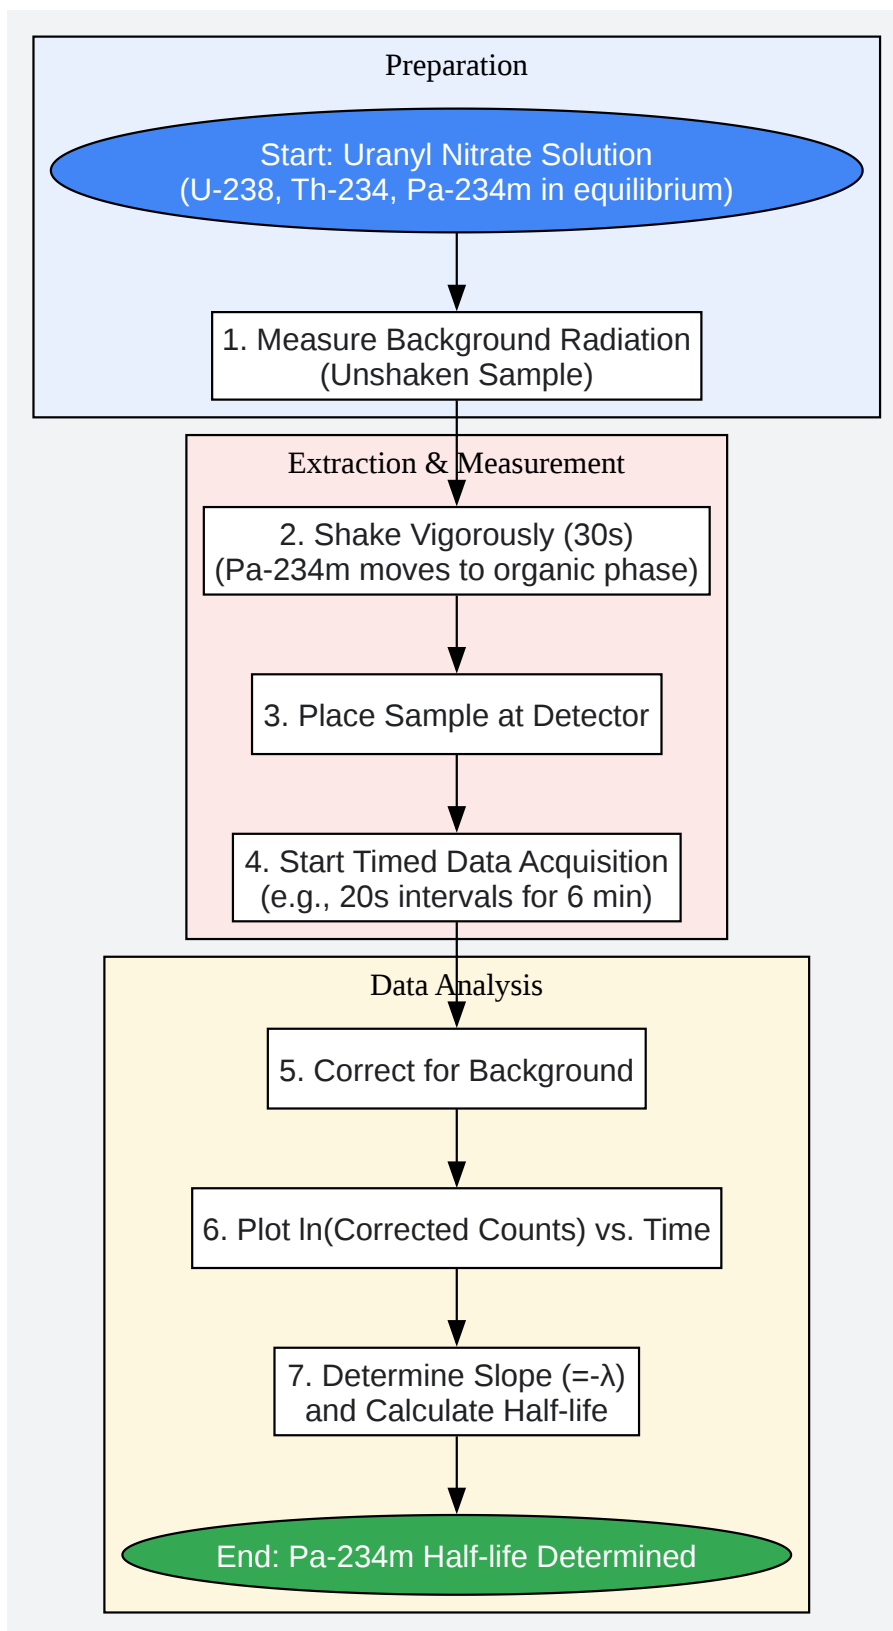 Preparation
Start: Uranyl Nitrate Solution
(U-238, Th-234, Pa-234m in equilibrium)
1. Measure Background Radiation
(Unshaken Sample)
Extraction & Measurement
2. Shake Vigorously (30s)
(Pa-234m moves to organic phase)
3. Place Sample at Detector
4. Start Timed Data Acquisition
(e.g., 20s intervals for 6 min)
Data Analysis
5. Correct for Background
6. Plot ln(Corrected Counts) vs. Time
7. Determine Slope (=-λ)
and Calculate Half-life
End: Pa-234m Half-life Determined